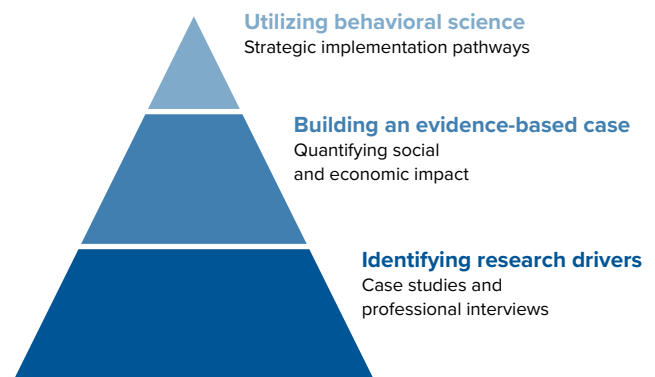 Utilizing behavioral science
Strategic implementation pathways
Building an evidence-based case
Quantifying social
and economic impact
Identifying research drivers
Case studies and
professional interviews